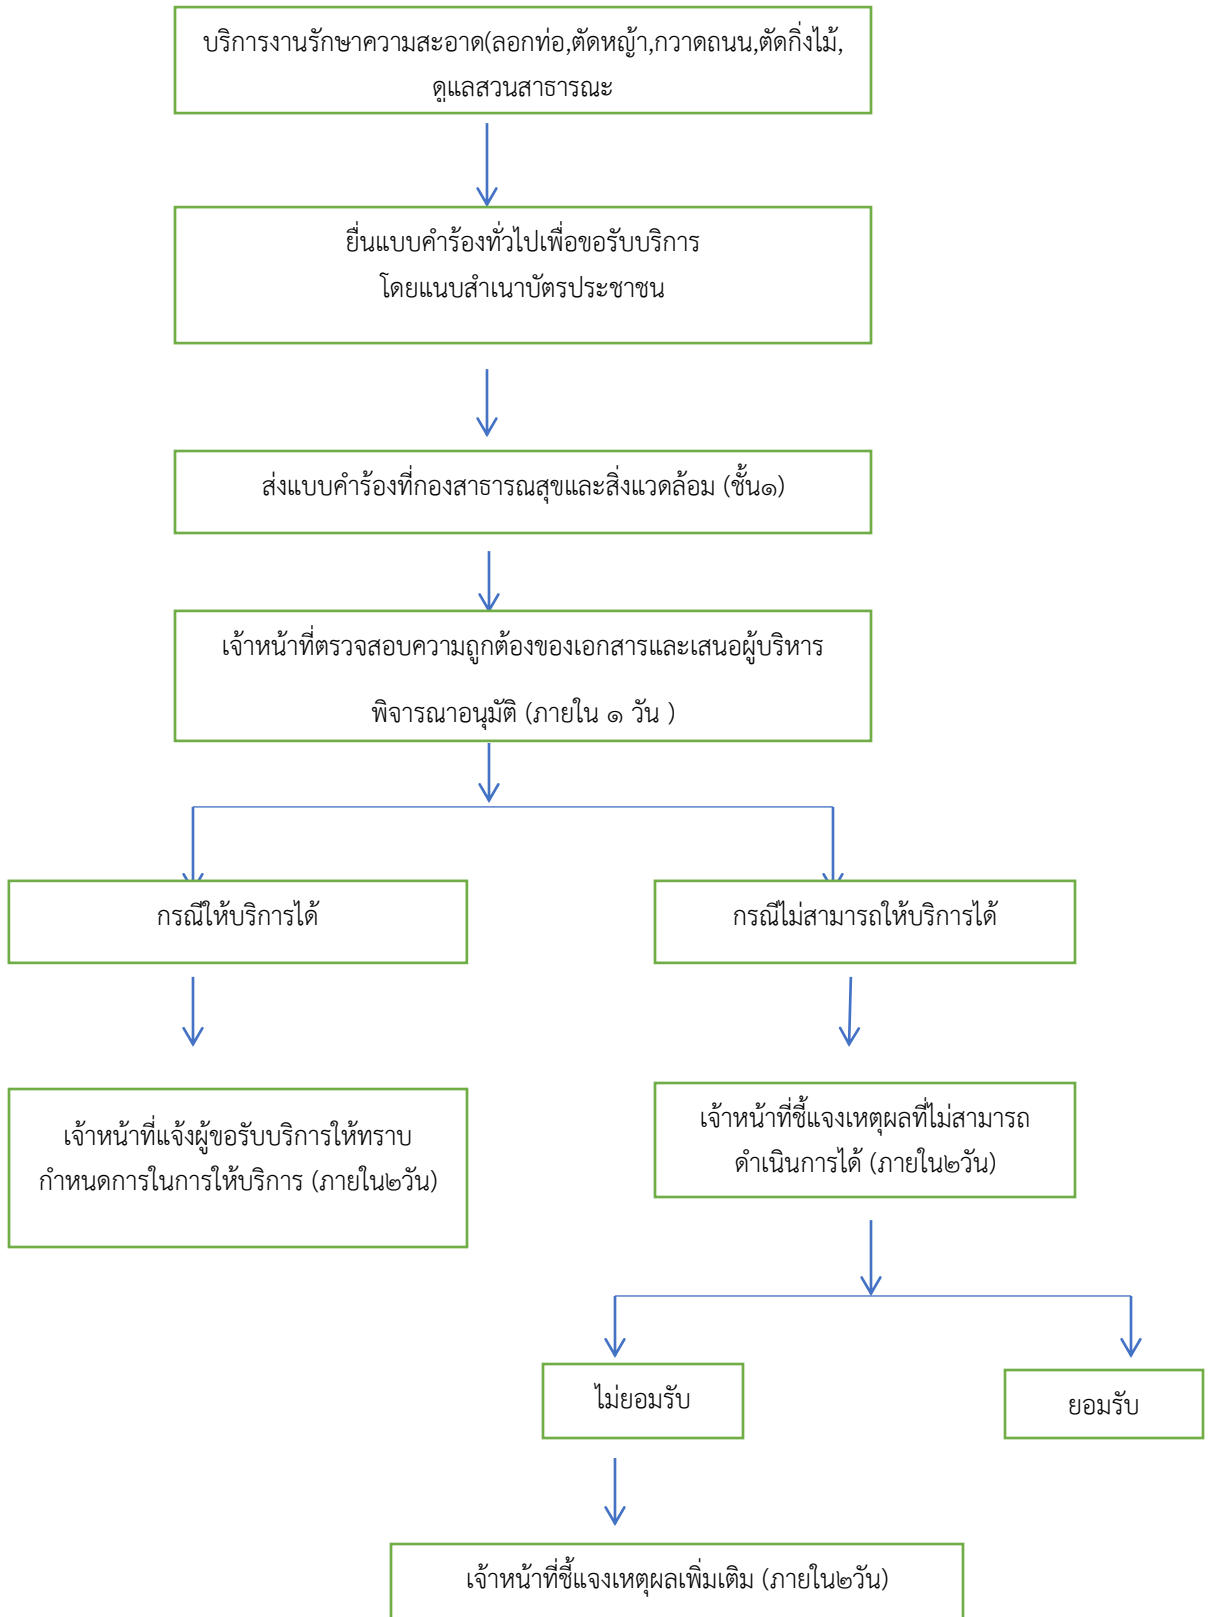 บริการงานรักษาความสะอาด(ลอกท่อ,ตัดหญ้า,กวาดถนน,ตัดกิ่งไม้,
ดูแลสวนสาธารณะ
ยื่นแบบคำร้องทั่วไปเพื่อขอรับบริการ
โดยแนบสำเนาบัตรประชาชน
ส่งแบบคำร้องที่กองสาธารณสุขและสิ่งแวดล้อม (ชั้น๑)
เจ้าหน้าที่ตรวจสอบความถูกต้องของเอกสารและเสนอผู้บริหาร
พิจารณาอนุมัติ (ภายใน ๑ วัน )
กรณีให้บริการได้
กรณีไม่สามารถให้บริการได้
เจ้าหน้าที่แจ้งผู้ขอรับบริการให้ทราบ
กำหนดการในการให้บริการ (ภายใน๒วัน)
เจ้าหน้าที่ชี้แจงเหตุผลที่ไม่สามารถ
ดำเนินการได้ (ภายใน๒วัน)
ไม่ยอมรับ
ยอมรับ
เจ้าหน้าที่ชี้แจงเหตุผลเพิ่มเติม (ภายใน๒วัน)